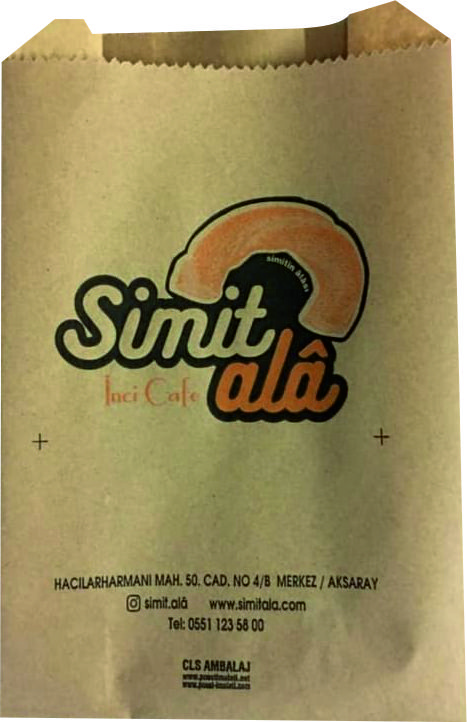 simitin âlâsı
Simit
alâ
İnci Cafe
HACILARHARMANI MAH. 50. CAD. NO 4/B MERKEZ / AKSARAY
simit.alâ www.simitala.com
Tel: 0551 123 58 00
CLS AMBALAJ